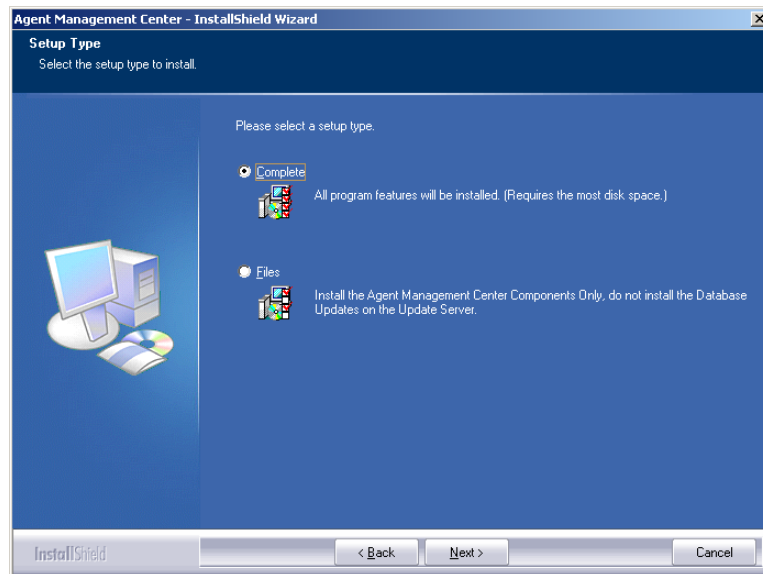 Agent Management Center - InstallShield Wizard
Setup Type
Select the setup type to install.
Please select a setup type.
Complete
All program features will be installed. (Requires the most disk space.)
Files
Install the Agent Management Center Components Only, do not install the Database
Updates on the Update Server.
InstallShield
< Back
Next >
Cancel